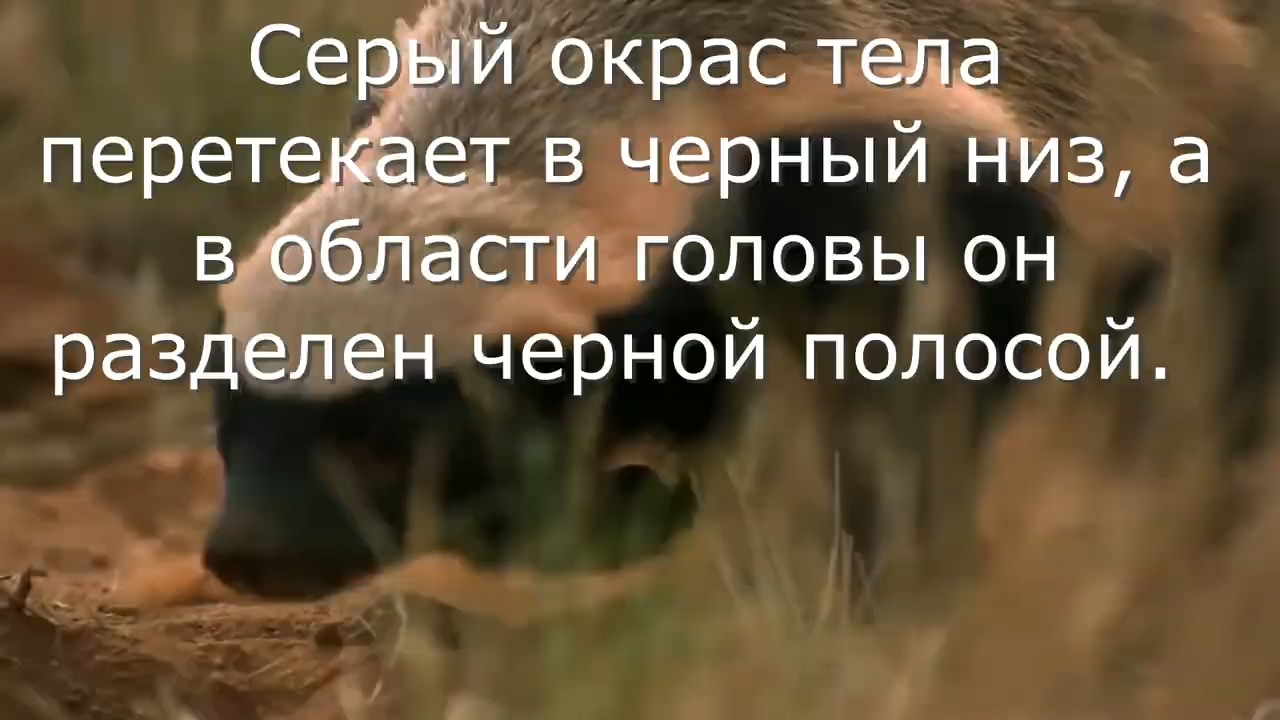 Серый окрас тела
перетекает в черный низ, а
в области головы он
разделен черной полосой.